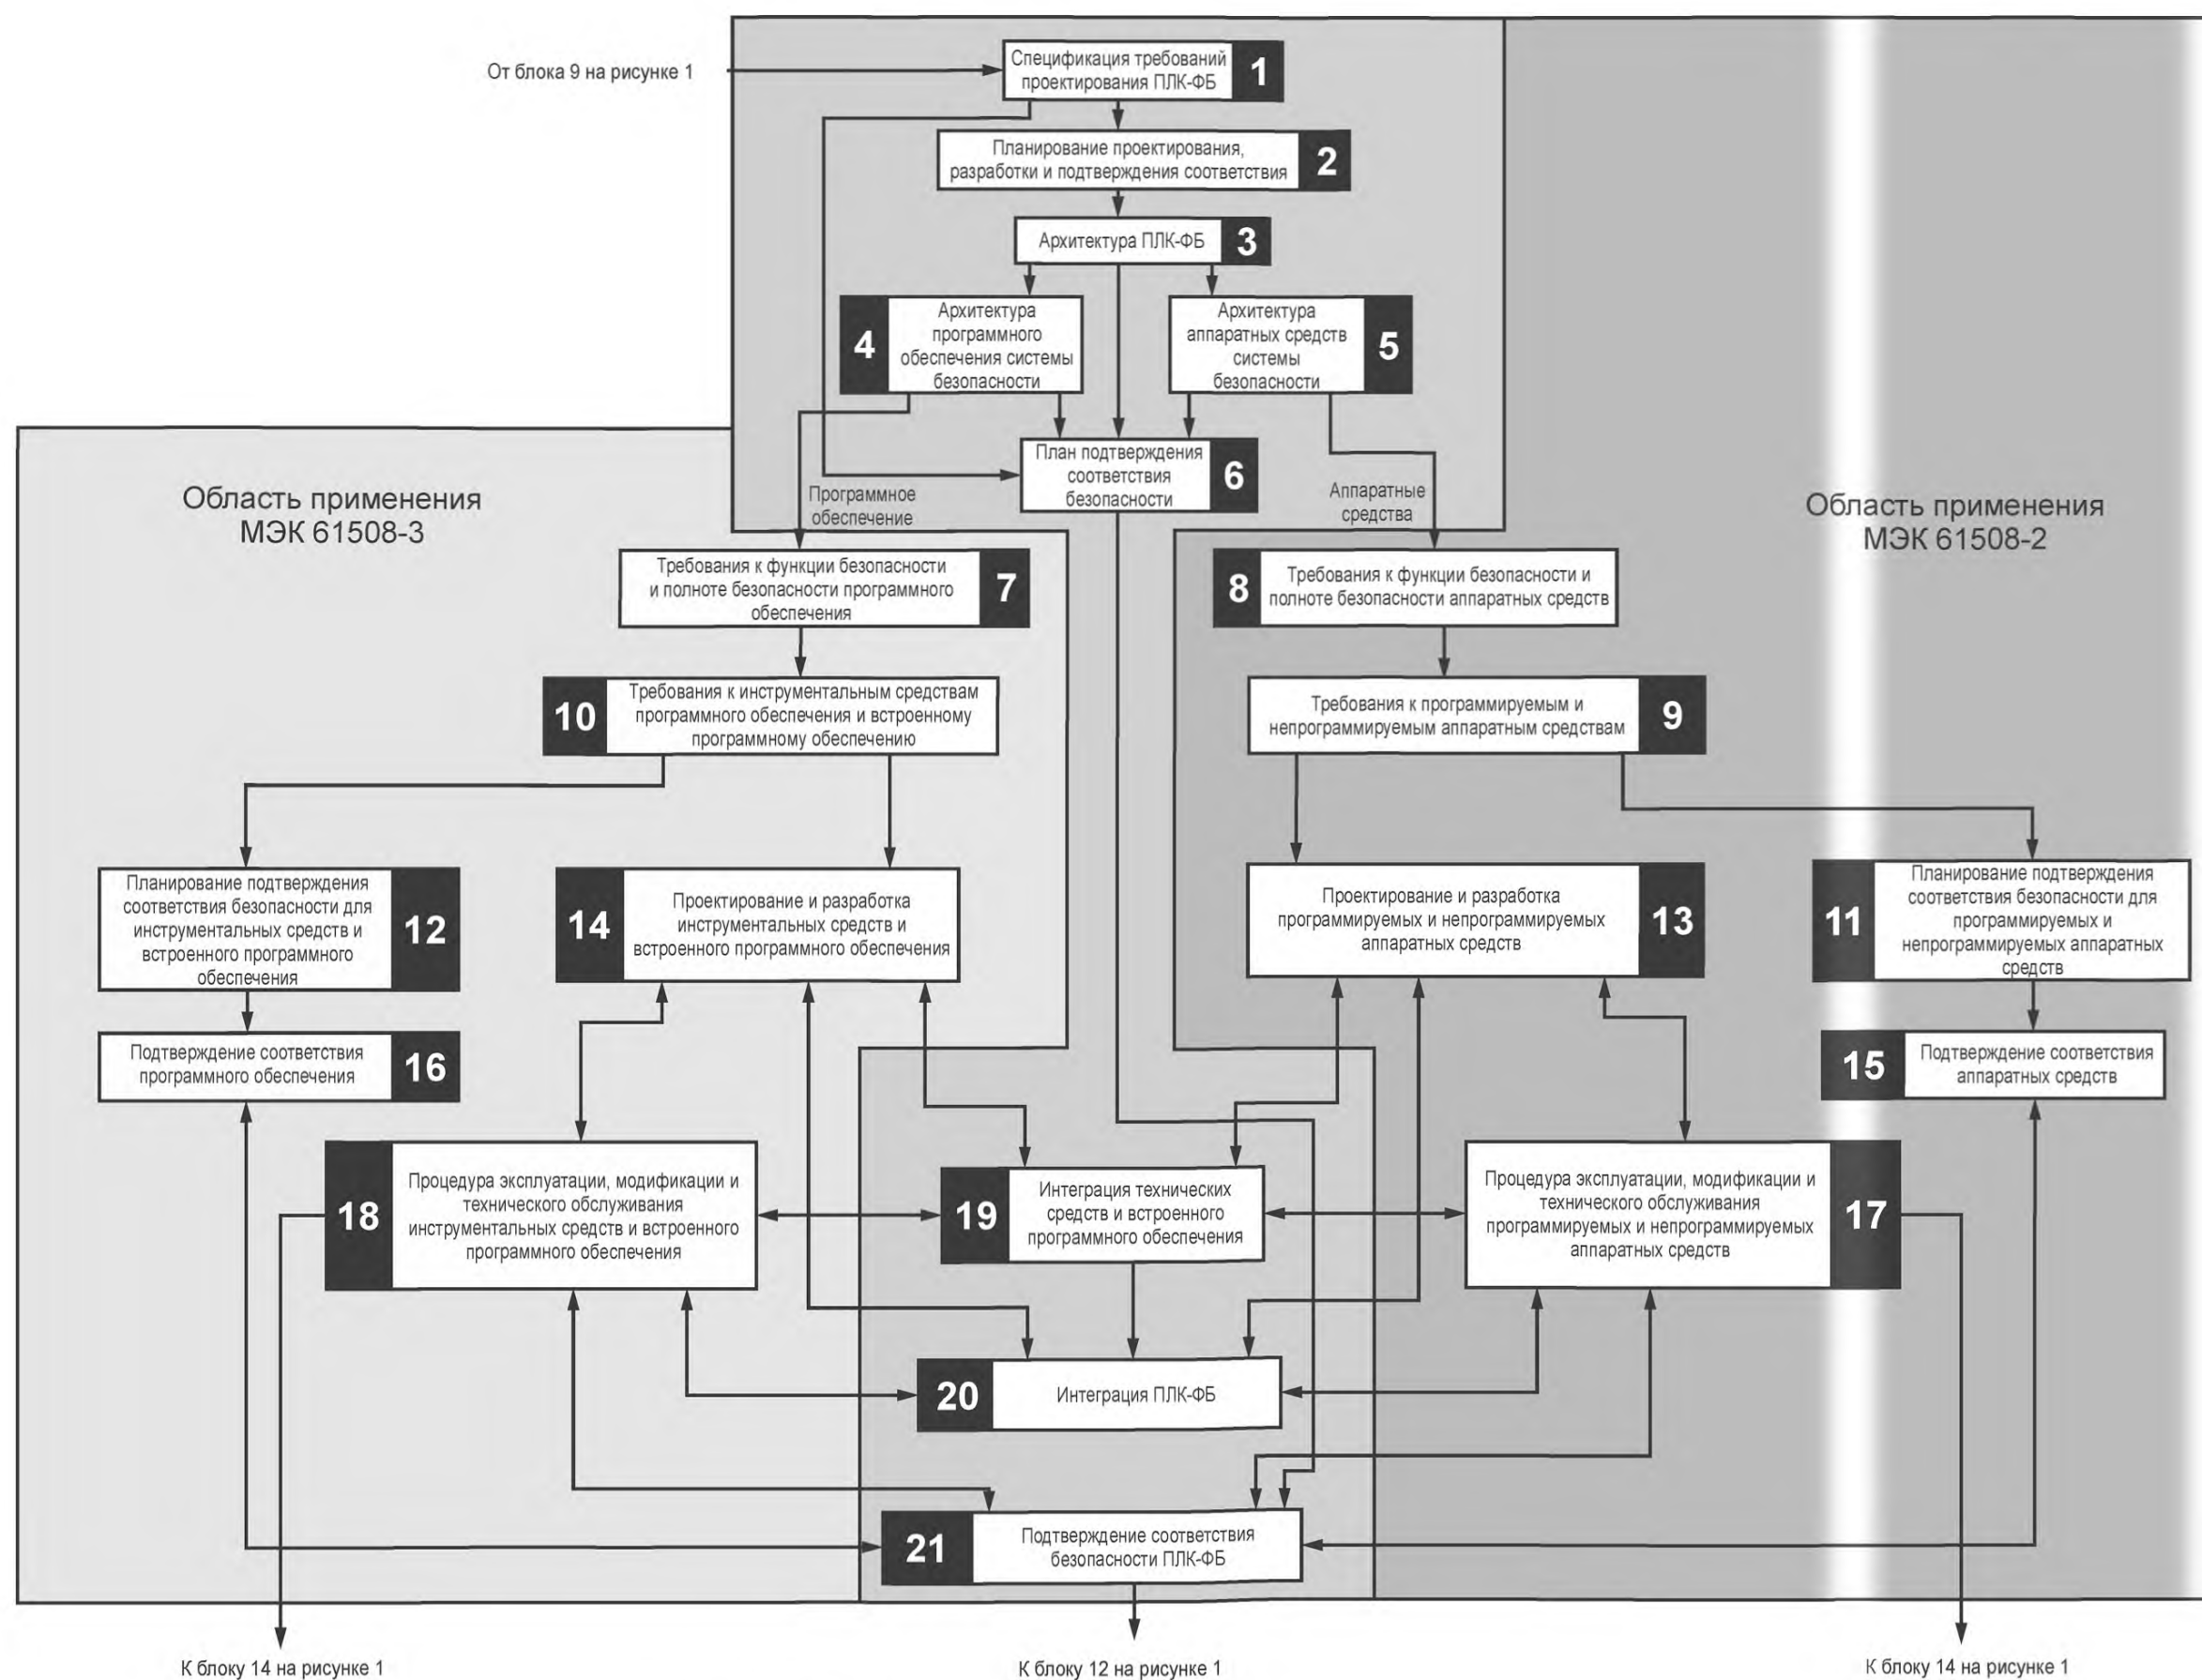 От блока 9 на рисунке 1
Спецификация требований
проектирования ПЛК-ФБ
1
Планирование проектирования,
разработки и подтверждения соответствия
2
Архитектура ПЛК-ФБ
3
4
Архитектура
программного
обеспечения системы
безопасности
Архитектура
аппаратных средств
системы
безопасности
5
План подтверждения
соответствия
безопасности
6
Область применения
МЭК 61508-3
Программное
обеспечение
Аппаратные
средства
Область применения
МЭК 61508-2
Требования к функции безопасности
и полноте безопасности программного
обеспечения
7
8
Требования к функции безопасности и
полноте безопасности аппаратных средств
10
Требования к инструментальным средствам
программного обеспечения и встроенному
программному обеспечению
Требования к программируемым и
непрограммируемым аппаратным средствам
9
Планирование подтверждения
соответствия безопасности для
инструментальных средств и
встроенного программного
обеспечения
12
14
Проектирование и разработка
инструментальных средств и
встроенного программного обеспечения
Проектирование и разработка
программируемых и непрограммируемых
аппаратных средств
13
11
Планирование подтверждения
соответствия безопасности для
программируемых и
непрограммируемых аппаратных
средств
Подтверждение соответствия
программного обеспечения
16
15
Подтверждение соответствия
аппаратных средств
18
Процедура эксплуатации, модификации и
технического обслуживания
инструментальных средств и встроенного
программного обеспечения
19
Интеграция технических
средств и встроенного
программного обеспечения
Процедура эксплуатации, модификации и
технического обслуживания
программируемых и непрограммируемых
аппаратных средств
17
20
Интеграция ПЛК-ФБ
21
Подтверждение соответствия
безопасности ПЛК-ФБ
К блоку 14 на рисунке 1
К блоку 12 на рисунке 1
К блоку 14 на рисунке 1